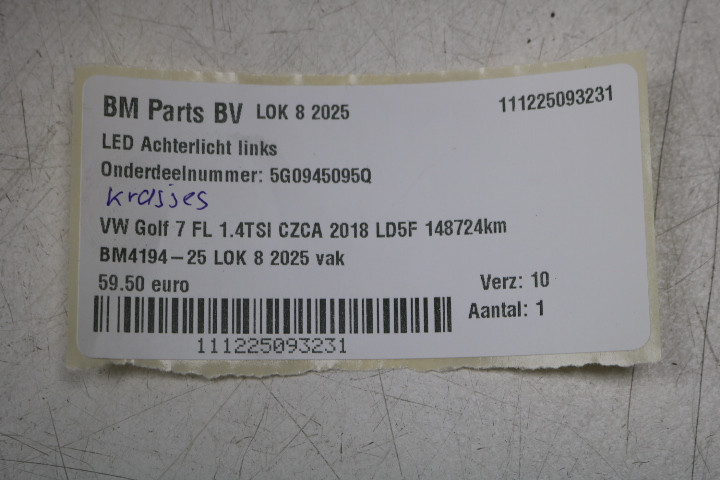 BM Parts BV LOK 8 2025 111225093231
LED Achterlicht links
Onderdeelnummer: 5G0945095Q
krasjes
VW Golf 7 FL 1.4TSI CZCA 2018 LD5F 148724km
BM4194-25 LOK 8 2025 vak
59.50 euro Verz: 10
Aantal: 1
111225093231